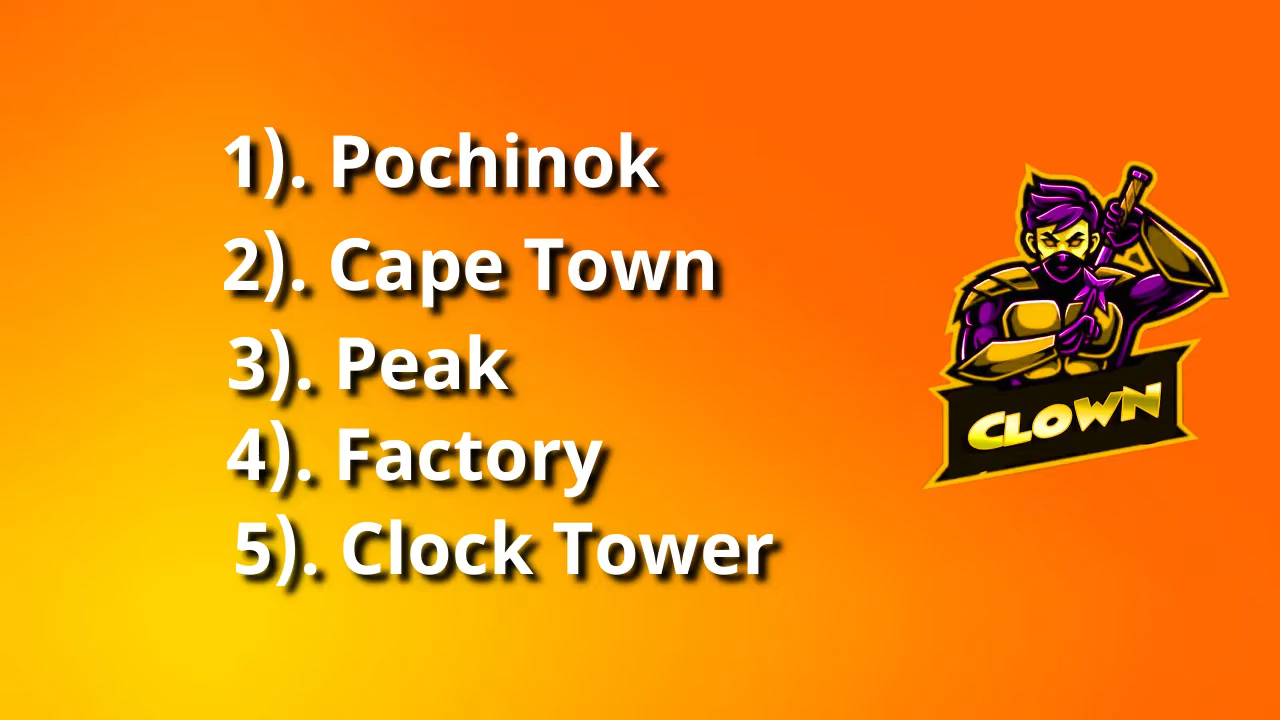 1). Pochinok
2). Cape Town
3). Peak
4). Factory
5). Clock Tower
CLOWN